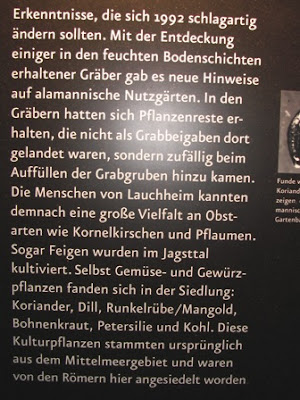 Erkenntnisse, die sich 1992 schlagartig
ändern sollten. Mit der Entdeckung
einiger in den feuchten Bodenschichten
erhaltener Gräber gab es neue Hinweise
auf alamannische Nutzgärten. In den
Gräbern hatten sich Pflanzenreste er-
halten, die nicht als Grabbeigaben dort
gelandet waren, sondern zufällig beim
Auffüllen der Grabgruben hinzu kamen.
Die Menschen von Lauchheim kannten
demnach eine große Vielfalt an Obst-
arten wie Kornelkirschen und Pflaumen.
Sogar Feigen wurden im Jagsttal
kultiviert. Selbst Gemüse- und Gewürz-
pflanzen fanden sich in der Siedlung:
Koriander, Dill, Runkelrübe/Mangold,
Bohnenkraut, Petersilie und Kohl. Diese
Kulturpflanzen stammten ursprünglich
aus dem Mittelmeergebiet und waren
von den Römern hier angesiedelt worden
Funde v
Koriand
zeigen
mannisc
Gartenbu